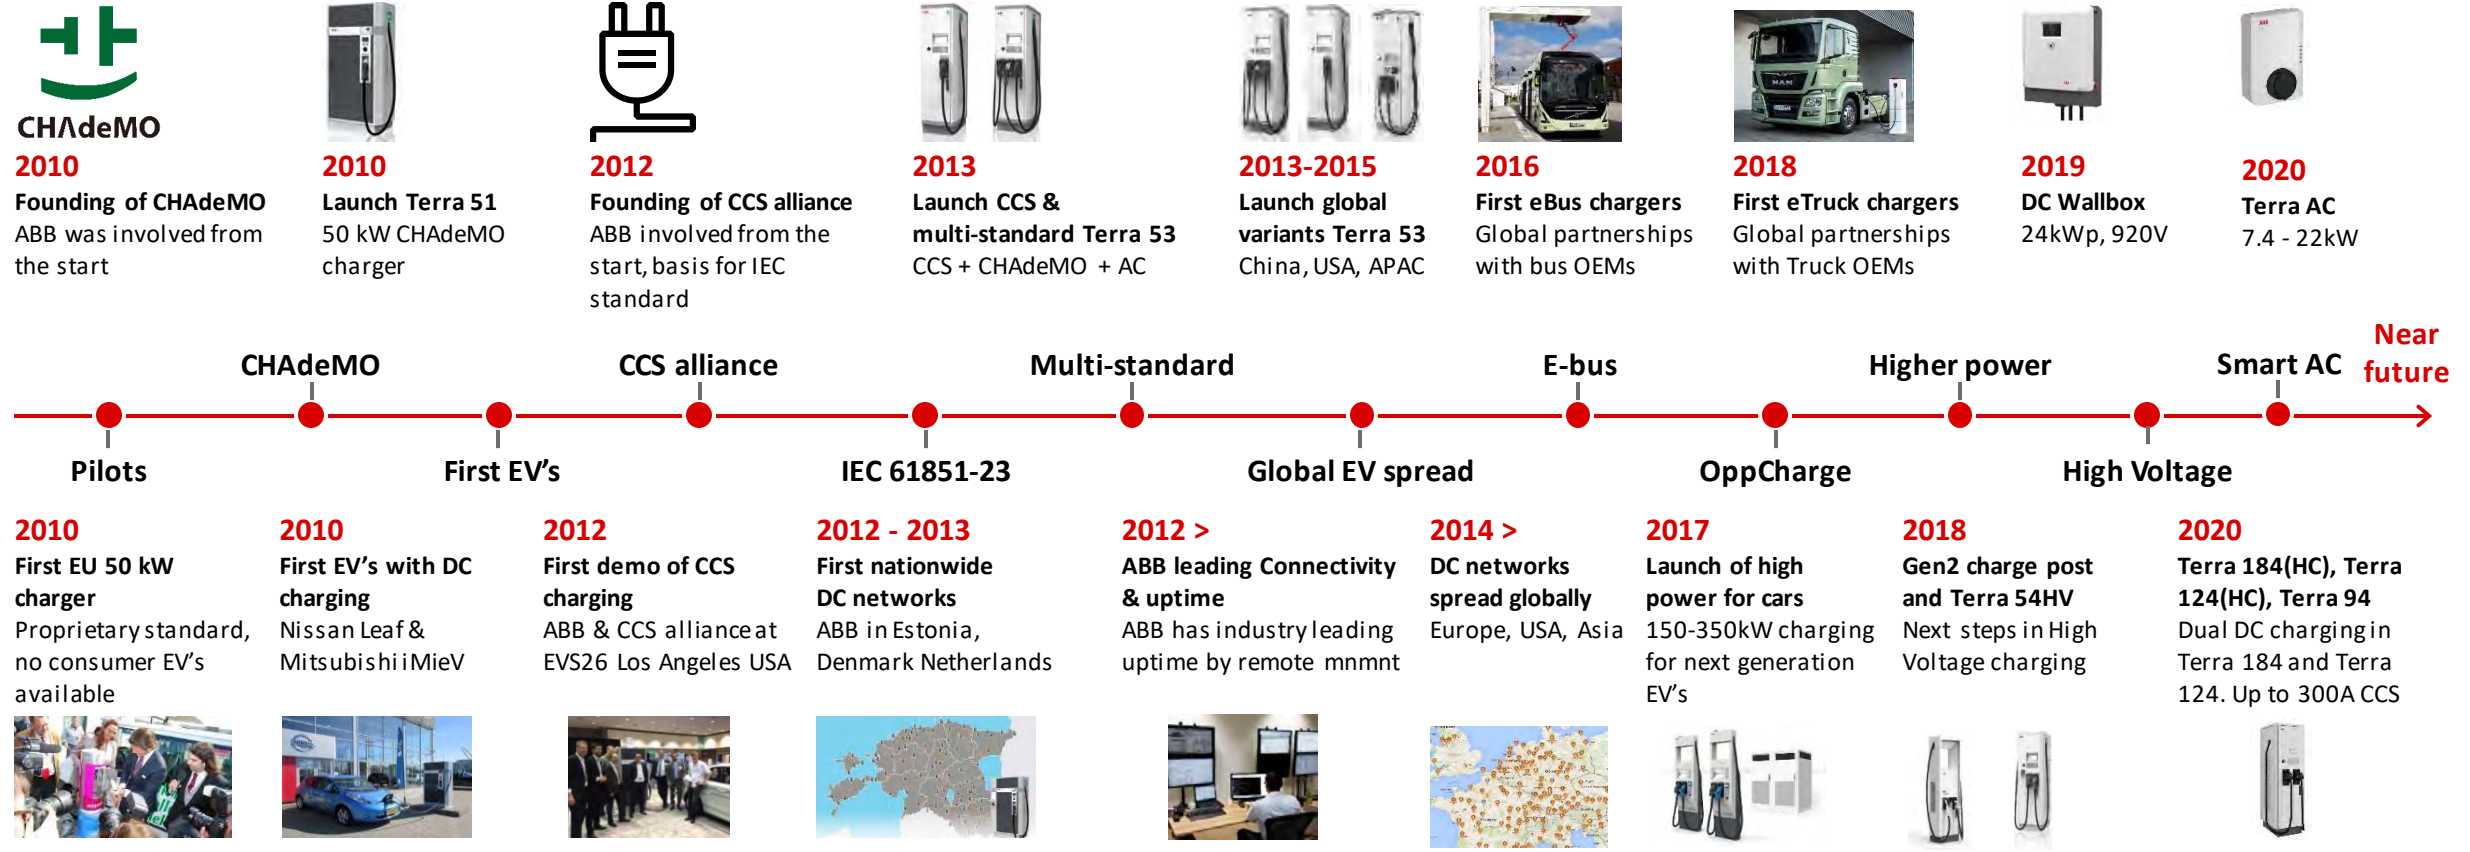 CHAdeMO
2010
Founding of CHAdeMO
ABB was involved from
the start
2010
Launch Terra 51
50 kW CHAdeMO
charger
2012
Founding of CCS alliance
ABB involved from the
start, basis for IEC
standard
2013
Launch CCS &
multi-standard Terra 53
CCS + CHAdeMO + AC
2013-2015
Launch global
variants Terra 53
China, USA, APAC
2016
First eBus chargers
Global partnerships
with bus OEMs
MAN
2018
First eTruck chargers
Global partnerships
with Truck OEMs
2019
DC Wallbox
24kWp, 920V
ABB
2020
Terra AC
7.4 - 22kW
CHAdeMO
CCS alliance
Multi-standard
E-bus
Higher power
Smart AC
Near
future
Pilots
First EV's
IEC 61851-23
Global EV spread
OppCharge
High Voltage
2010
First EU 50 kW
charger
Proprietary standard,
no consumer EV's
available
2010
First EV's with DC
charging
Nissan Leaf &
Mitsubishi iMieV
2012
First demo of CCS
charging
ABB & CCS alliance at
EVS26 Los Angeles USA
2012 - 2013
First nationwide
DC networks
ABB in Estonia,
Denmark Netherlands
2012 >
ABB leading Connectivity
& uptime
ABB has industry leading
uptime by remote mnmnt
2014 >
DC networks
spread globally
Europe, USA, Asia
2017
Launch of high
power for cars
150-350kW charging
for next generation
EV's
2018
Gen2 charge post
and Terra 54HV
Next steps in High
Voltage charging
2020
Terra 184(HC), Terra
124(HC), Terra 94
Dual DC charging in
Terra 184 and Terra
124. Up to 300A CCS